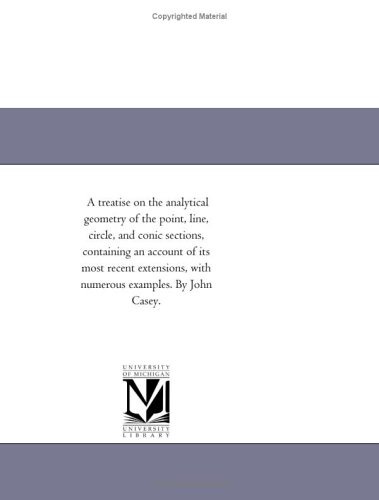 Copyrighted Material
A treatise on the analytical
geometry of the point, line,
circle, and conic sections,
containing an account of its
most recent extensions, with
numerous examples. By John
Casey.
UNIVERSITY
OF MICHIGAN
UNIVERSITY
LIBRARY